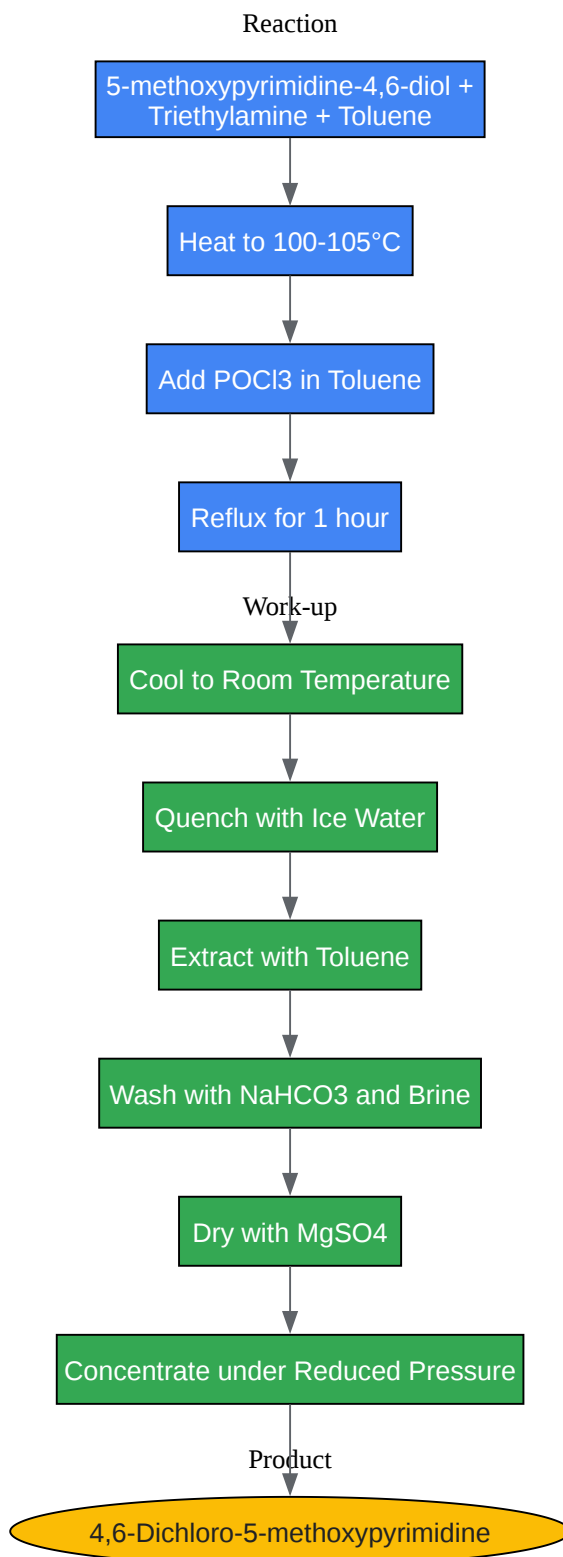 Reaction
5-methoxypyrimidine-4,6-diol +
Triethylamine + Toluene
Heat to 100-105°C
Add POCl3 in Toluene
Reflux for 1 hour
Work-up
Cool to Room Temperature
Quench with Ice Water
Extract with Toluene
Wash with NaHCO3 and Brine
Dry with MgSO4
Concentrate under Reduced Pressure
Product
4,6-Dichloro-5-methoxypyrimidine